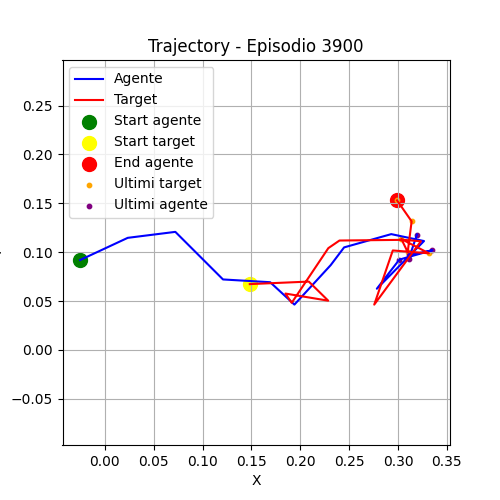 Trajectory - Episodio 3900
Agente
Target
Start agente
Start target
End agente
Ultimi target
Ultimi agente
0.25
0.20
0.15
0.10
0.05
0.00
−0.05
0.00
0.05
0.10
0.15
0.20
0.25
0.30
0.35
X